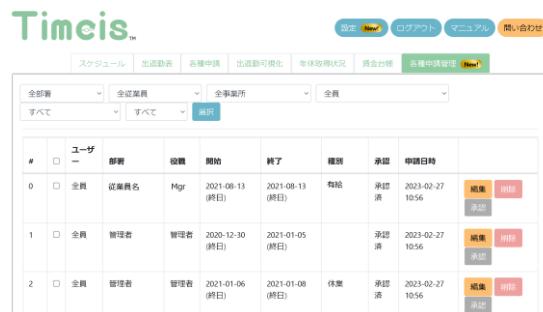 Timcis™
設定 New! ログアウト マニュアル 問い合わせ
スケジュール 出退勤表 各種申請 出退勤可視化 年休取得状況 賃金台帳 各種申請管理 New!
全部署 全従業員 全事業所 全員
すべて すべて 選択
# ユーザー 部署 役職 開始 終了 種別 承認 申請日時
0 全員 従業員名 Mgr 2021-08-13 (終日) 2021-08-13 (終日) 有給 承認済 2023-02-27 10:56 編集 削除
承認
1 全員 管理者 管理者 2020-12-30 (終日) 2021-01-05 (終日) 承認済 2023-02-27 10:56 編集 削除
承認
2 全員 管理者 管理者 2021-01-06 (終日) 2021-01-08 (終日) 休業 承認済 2023-02-27 10:56 編集 削除
承認